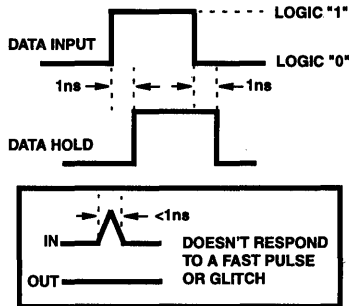 LOGIC "1"
DATA INPUT
LOGIC "0"
1ns
1ns
DATA HOLD
<1ns
IN
DOESN'T RESPOND
TO A FAST PULSE
OR GLITCH
OUT